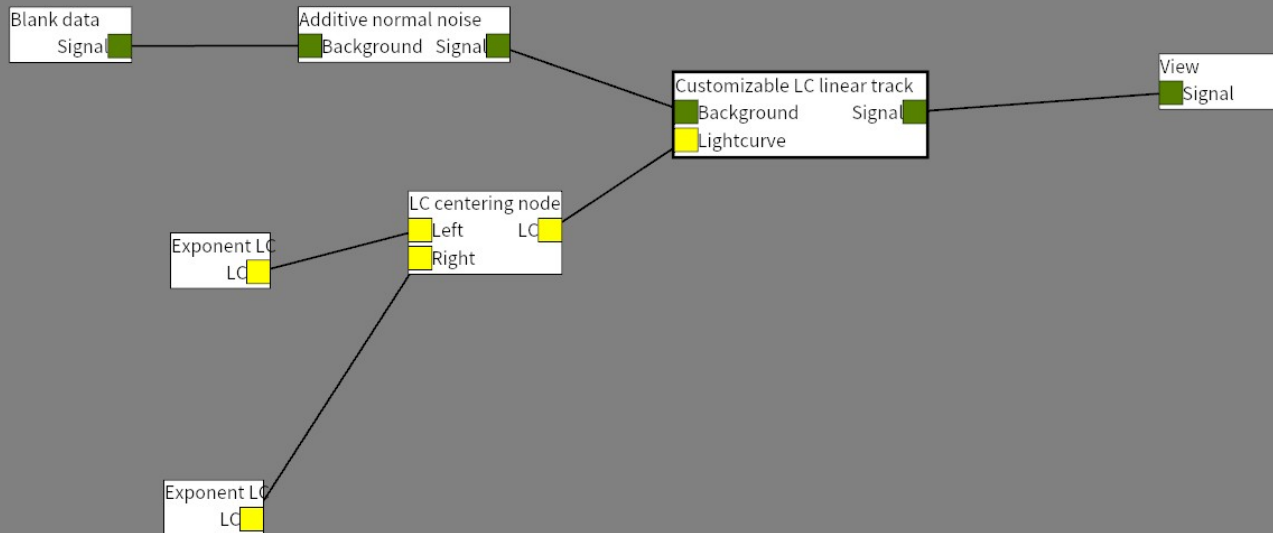 Blank data
Signal
Additive normal noise
Background Signal
Customizable LC linear track
Background Signal
Lightcurve
View
Signal
LC centering node
Left LC
Right
Exponent LC
LC
Exponent LC
LC